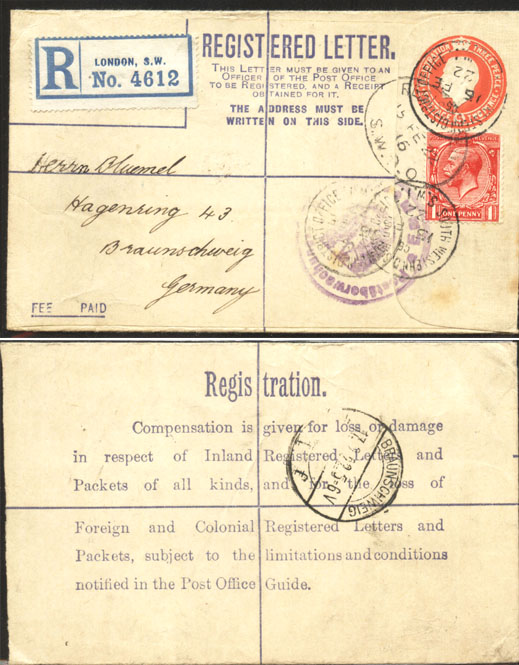 R
LONDON, S.W.
No. 4612
REGISTERED LETTER.
THIS LETTER MUST BE GIVEN TO AN
OFFICER OF THE POST OFFICE
TO BE REGISTERED, AND A RECEIPT
OBTAINED FOR IT.
THE ADDRESS MUST BE
WRITTEN ON THIS SIDE.
ONE PENNY
Herrn Bluemel
Hagenring 43
Braunschweig
Germany
FEE PAID
Registration.
Compensation is given for loss or damage
in respect of Inland Registered Letters and
Packets of all kinds, and for the loss of
Foreign and Colonial Registered Letters and
Packets, subject to the limitations and conditions
notified in the Post Office Guide.
BRAUNSCHWEIG